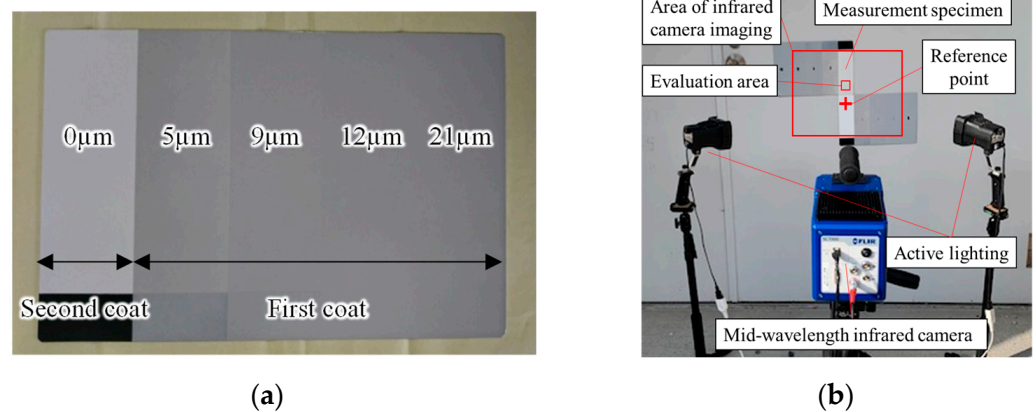 0µm
5µm
9µm
12µm
21µm
Second coat
First coat
(a)
Area of infrared
camera imaging
Measurement specimen
Evaluation area
Reference
point
FLIR
Active lighting
Mid-wavelength infrared camera
(b)